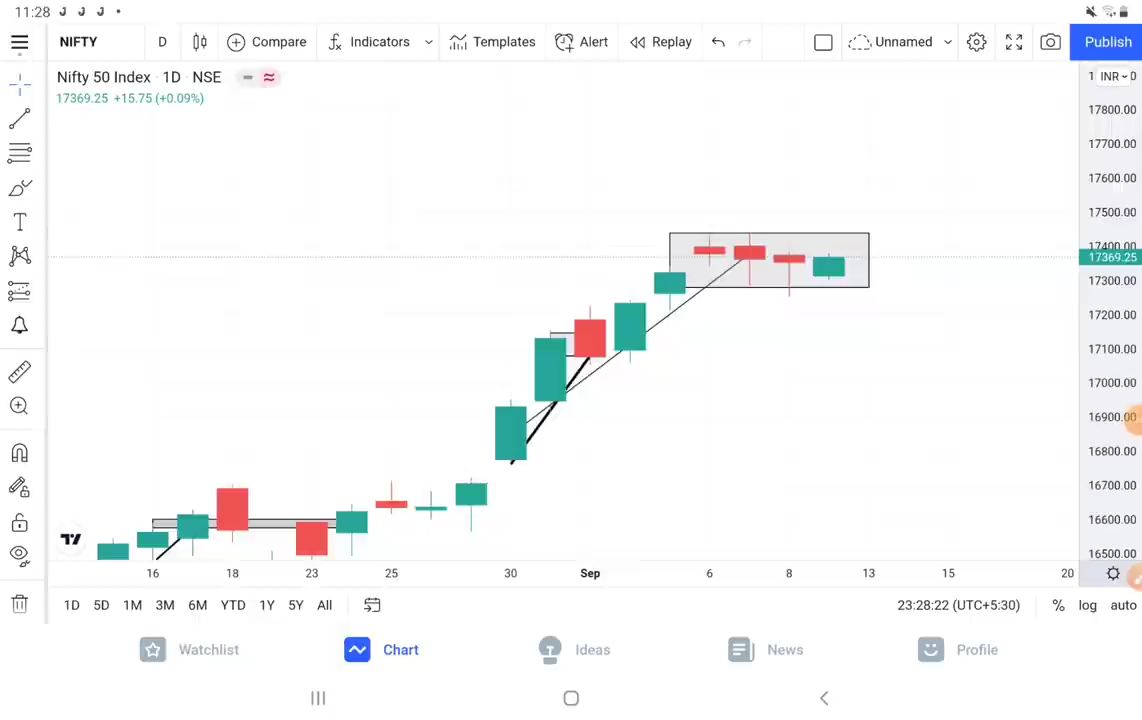 11:28
NIFTY D Compare Indicators Templates Alert Replay Unnamed Publish
Nifty 50 Index · 1D · NSE
INR
17369.25 +15.75 (+0.09%)
17800.00
17700.00
17600.00
17500.00
17400.00
17369.25
17300.00
17200.00
17100.00
17000.00
16900.00
16800.00
16700.00
16600.00
16500.00
16 18 23 25 30 Sep 6 8 13 15 20
1D 5D 1M 3M 6M YTD 1Y 5Y All 23:28:22 (UTC+5:30) % log auto
Watchlist Chart Ideas News Profile